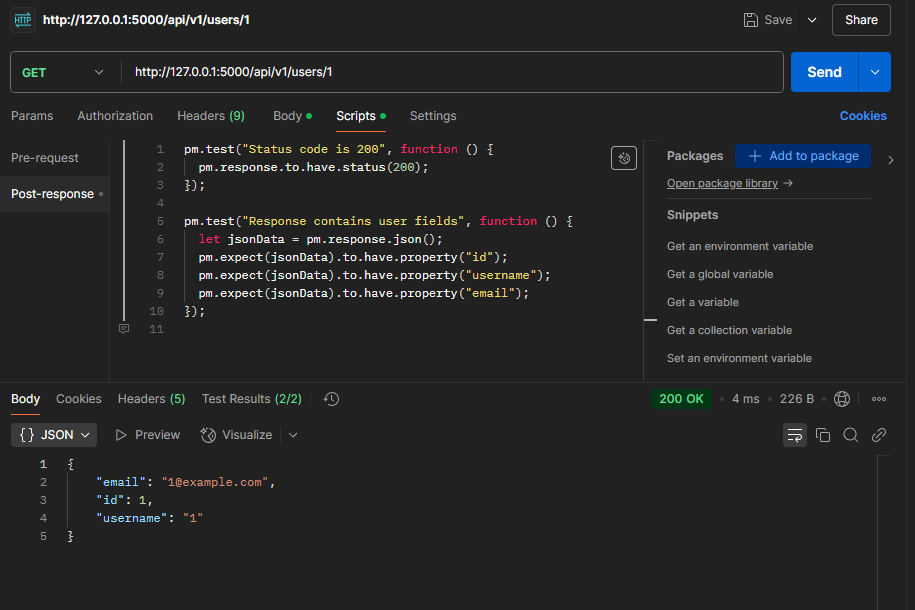 HTTP http://127.0.0.1:5000/api/v1/users/1 Save Share
GET http://127.0.0.1:5000/api/v1/users/1 Send
Params Authorization Headers (9) Body Scripts Settings Cookies
Pre-request
Post-response
1 pm.test("Status code is 200", function () {
2 pm.response.to.have.status(200);
3 });
4
5 pm.test("Response contains user fields", function () {
6 let jsonData = pm.response.json();
7 pm.expect(jsonData).to.have.property("id");
8 pm.expect(jsonData).to.have.property("username");
9 pm.expect(jsonData).to.have.property("email");
10 });
11
Packages + Add to package
Open package library →
Snippets
Get an environment variable
Get a global variable
Get a variable
Get a collection variable
Set an environment variable
Body Cookies Headers (5) Test Results (2/2) 200 OK • 4 ms • 226 B •
{} JSON Preview Visualize
1 {
2 "email": "1@example.com",
3 "id": 1,
4 "username": "1"
5 }